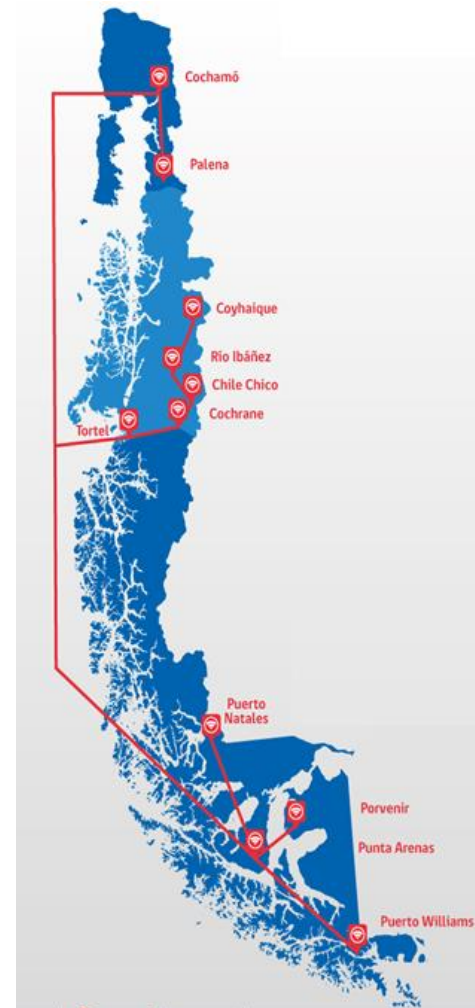 Cochamó
Palena
Coyhaique
Río Ibáñez
Chile Chico
Cochrane
Tortel
Puerto
Natales
Porvenir
Punta Arenas
Puerto Williams